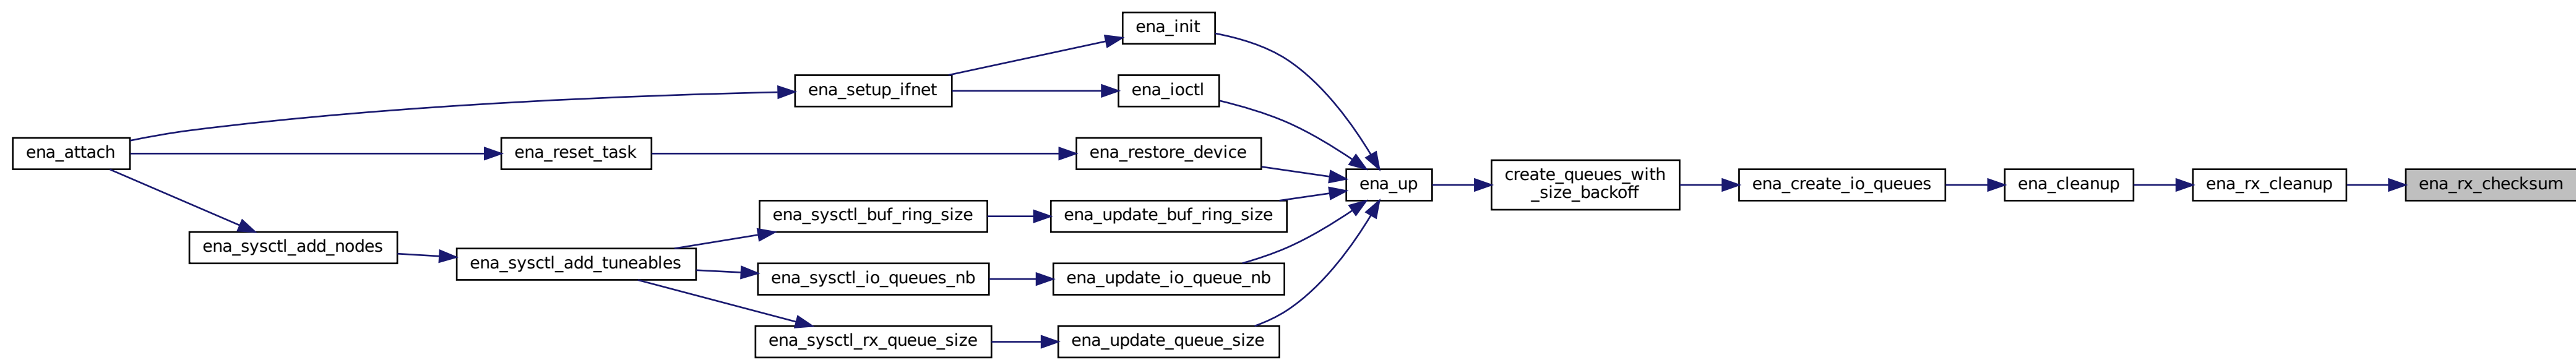 ena_init
ena_setup_ifnet
ena_ioctl
ena_attach
ena_reset_task
ena_restore_device
ena_up
create_queues_with
_size_backoff
ena_create_io_queues
ena_cleanup
ena_rx_cleanup
ena_rx_checksum
ena_sysctl_buf_ring_size
ena_update_buf_ring_size
ena_sysctl_add_nodes
ena_sysctl_add_tuneables
ena_sysctl_io_queues_nb
ena_update_io_queue_nb
ena_sysctl_rx_queue_size
ena_update_queue_size